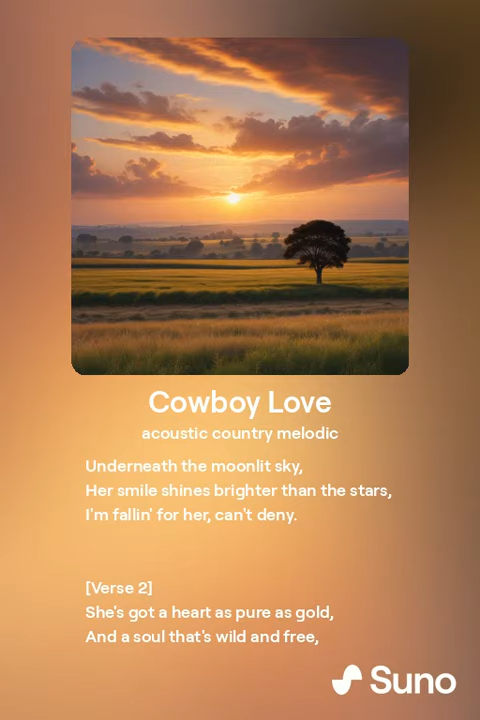 Cowboy Love
acoustic country melodic
Underneath the moonlit sky,
Her smile shines brighter than the stars,
I'm fallin' for her, can't deny.
[Verse 2]
She's got a heart as pure as gold,
And a soul that's wild and free,
Suno